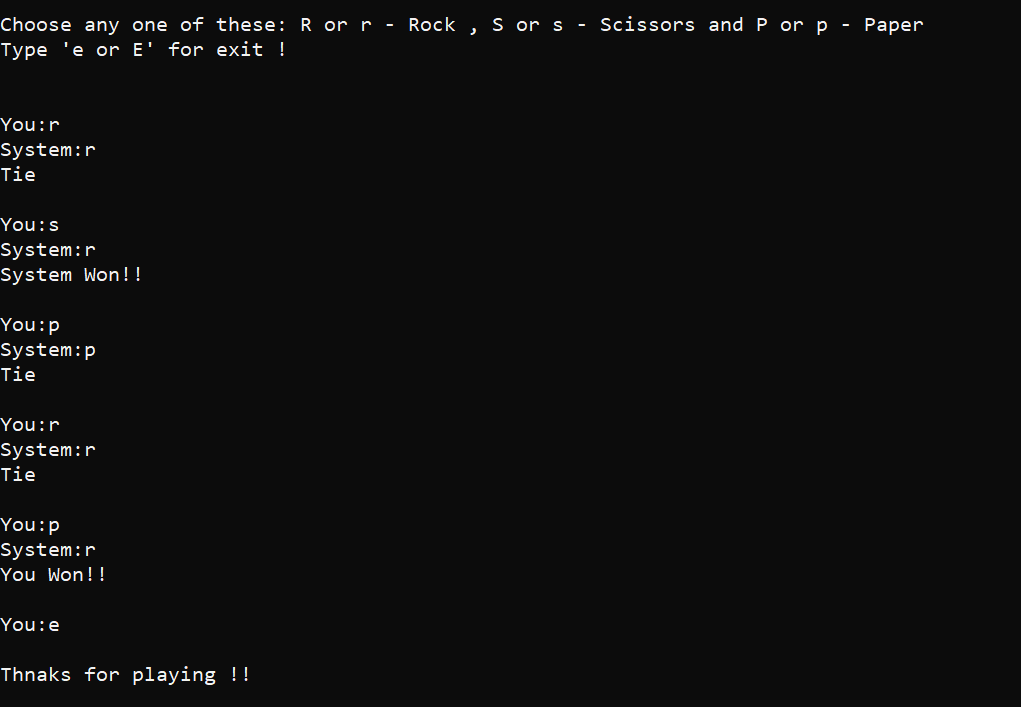 Choose any one of these: R or r - Rock , S or s - Scissors and P or p - Paper
Type 'e or E' for exit !
You:r
System:r
Tie
You:s
System:r
System Won!!
You:p
System:p
Tie
You:r
System:r
Tie
You:p
System:r
You Won!!
You:e
Thnaks for playing !!